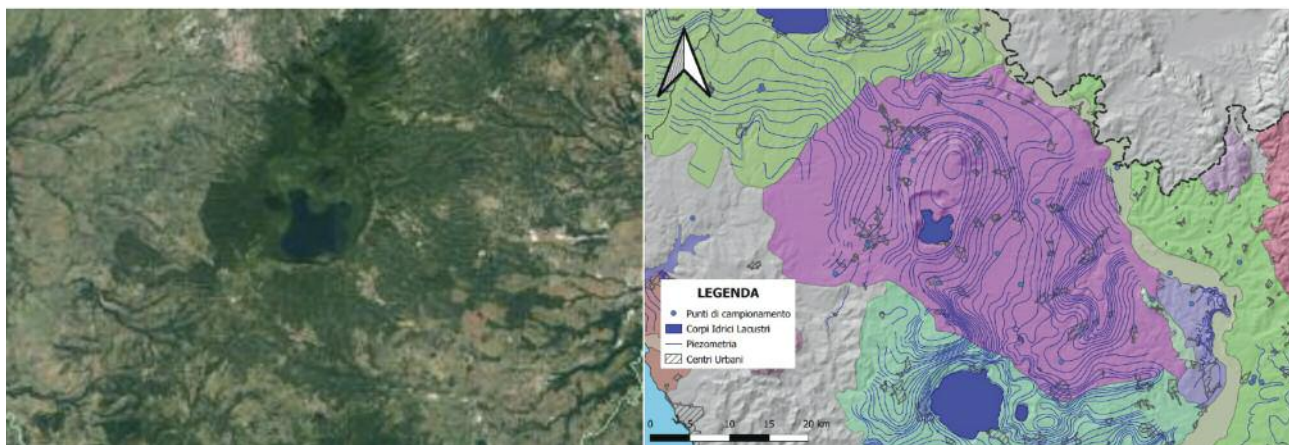 LEGENDA
Punti di campionamento
Corpi Idrici Lacustri
Piezometria
Centri Urbani
0 5 10 15 20 km